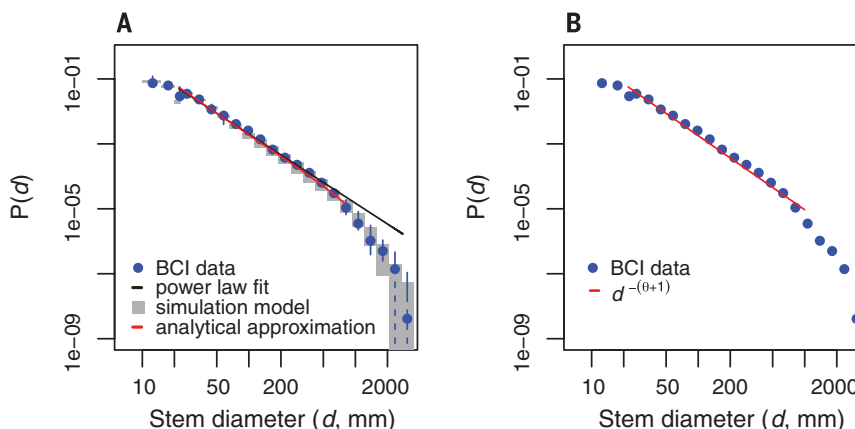 A
P(d)
1e-01
1e-05
1e-09
BCI data
power law fit
simulation model
analytical approximation
10 50 200 2000
Stem diameter (d, mm)
B
P(d)
1e-01
1e-05
1e-09
BCI data
d^-(θ+1)
10 50 200 2000
Stem diameter (d, mm)